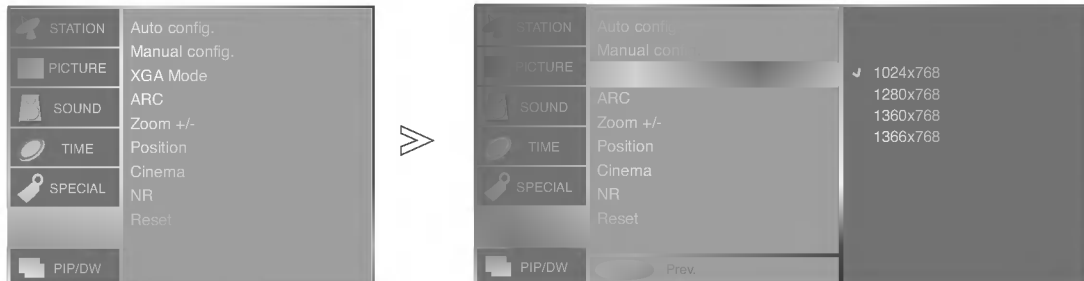 STATION
PICTURE
SOUND
TIME
SPECIAL
PIP/DW
Auto config.
Manual config.
XGA Mode
ARC
Zoom +/-
Position
Cinema
NR
Reset
STATION
PICTURE
SOUND
TIME
SPECIAL
PIP/DW
Auto config.
Manual config.
ARC
Zoom +/-
Position
Cinema
NR
Reset
Prev.
1024x768
1280x768
1360x768
1366x768